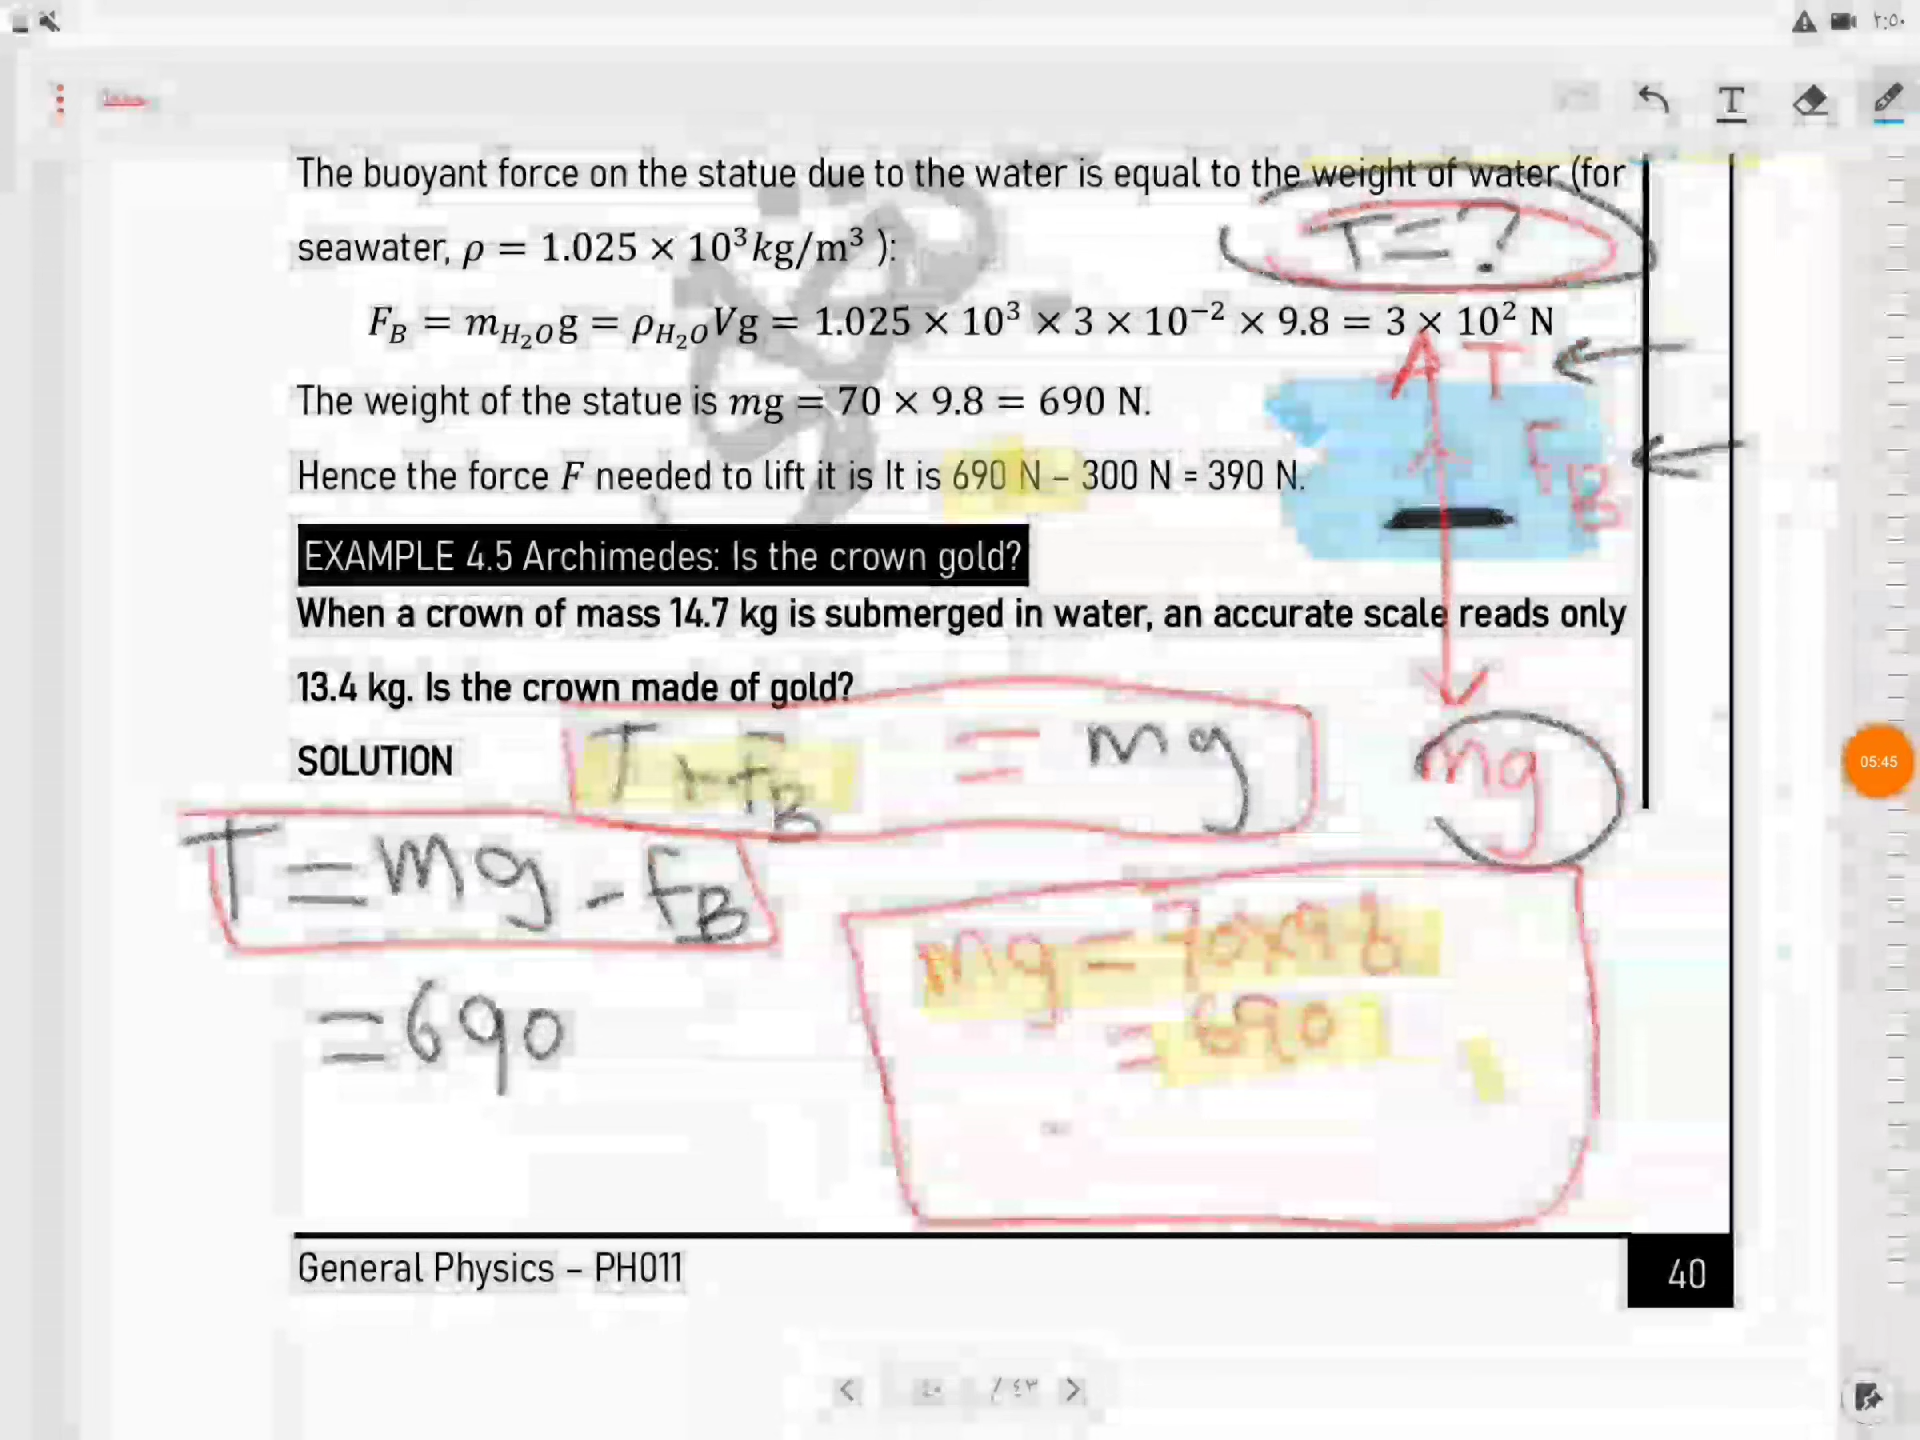 ٢:٥٠
T
The buoyant force on the statue due to the water is equal to the weight of water (for
seawater, ρ = 1.025 × 10³kg/m³ ):
T = ?
F_B = m_H₂O g = ρ_H₂O Vg = 1.025 × 10³ × 3 × 10⁻² × 9.8 = 3 × 10² N
T
The weight of the statue is mg = 70 × 9.8 = 690 N.
F_B
Hence the force F needed to lift it is It is 690 N – 300 N = 390 N.
EXAMPLE 4.5 Archimedes: Is the crown gold?
When a crown of mass 14.7 kg is submerged in water, an accurate scale reads only
13.4 kg. Is the crown made of gold?
SOLUTION
T + F_B = mg
mg
05:45
T = mg - F_B
mg = 70×9.8
= 690
= 690
General Physics – PH011
40
/ ٤٣